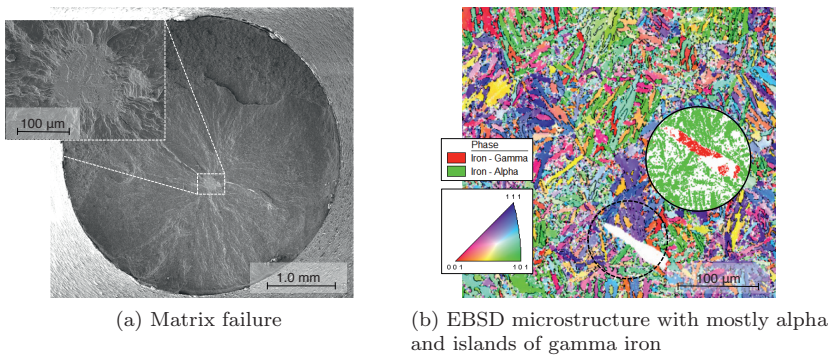 100 µm
1.0 mm
(a) Matrix failure
Phase
Iron - Gamma
Iron - Alpha
1 1 1
0 0 1
1 0 1
100 µm
(b) EBSD microstructure with mostly alpha
and islands of gamma iron